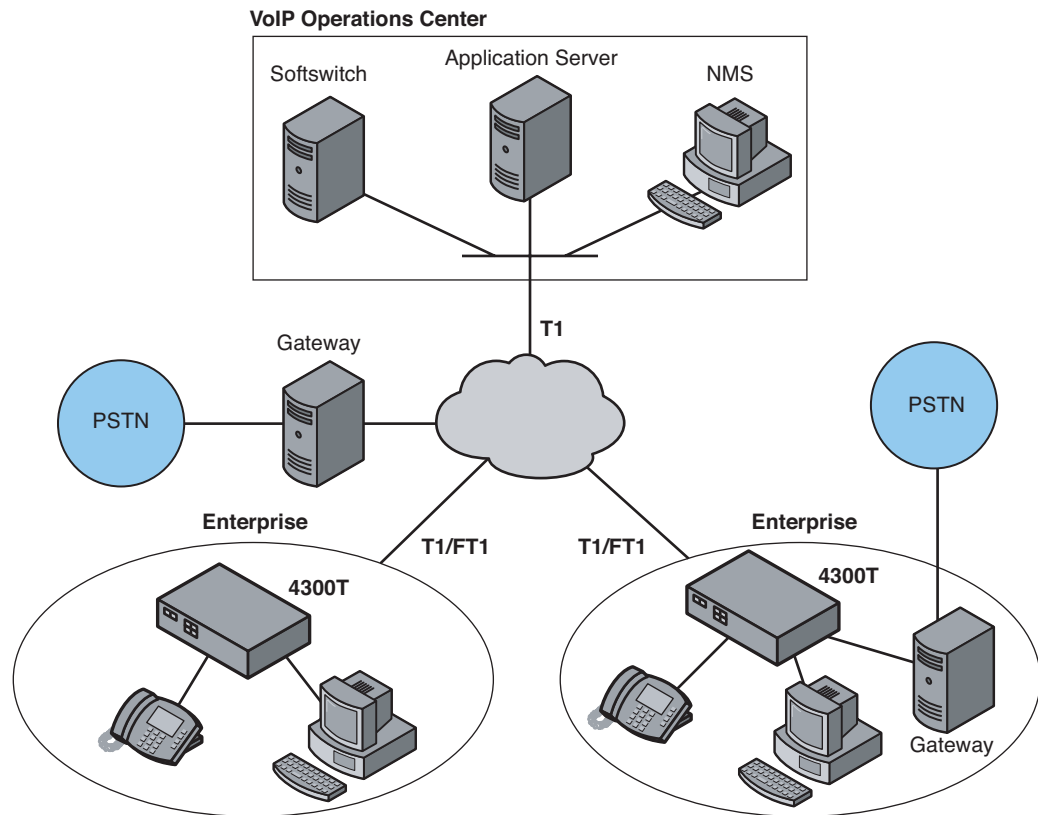 VoIP Operations Center
Softswitch
Application Server
NMS
T1
Gateway
PSTN
PSTN
Enterprise
T1/FT1
T1/FT1
Enterprise
4300T
4300T
Gateway